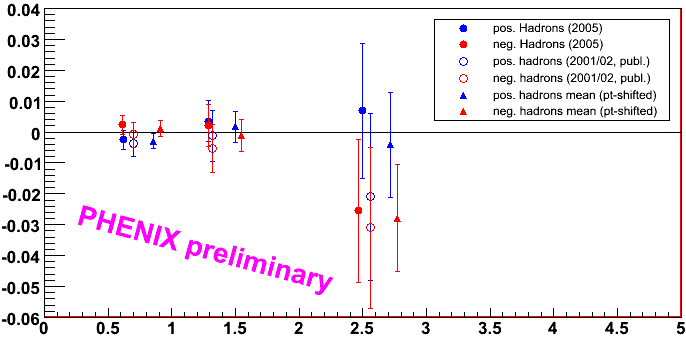 0.04
0.03
0.02
0.01
0
-0.01
-0.02
-0.03
-0.04
-0.05
-0.06
0 0.5 1 1.5 2 2.5 3 3.5 4 4.5 5
pos. Hadrons (2005)
neg. Hadrons (2005)
pos. hadrons (2001/02, publ.)
neg. hadrons (2001/02, publ.)
pos. hadrons mean (pt-shifted)
neg. hadrons mean (pt-shifted)
PHENIX preliminary